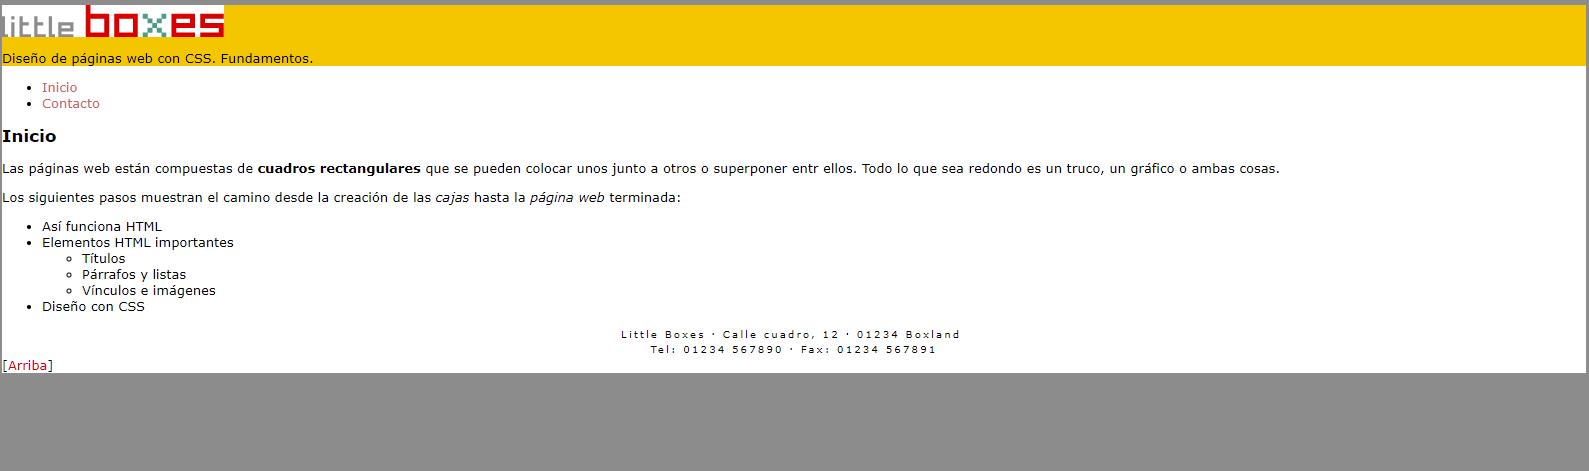 little boxes
Diseño de páginas web con CSS. Fundamentos.
Inicio
Contacto
Inicio
Las páginas web están compuestas de cuadros rectangulares que se pueden colocar unos junto a otros o superponer entr ellos. Todo lo que sea redondo es un truco, un gráfico o ambas cosas.
Los siguientes pasos muestran el camino desde la creación de las cajas hasta la página web terminada:
Así funciona HTML
Elementos HTML importantes
Títulos
Párrafos y listas
Vínculos e imágenes
Diseño con CSS
Little Boxes · Calle cuadro, 12 · 01234 Boxland
Tel: 01234 567890 · Fax: 01234 567891
[Arriba]